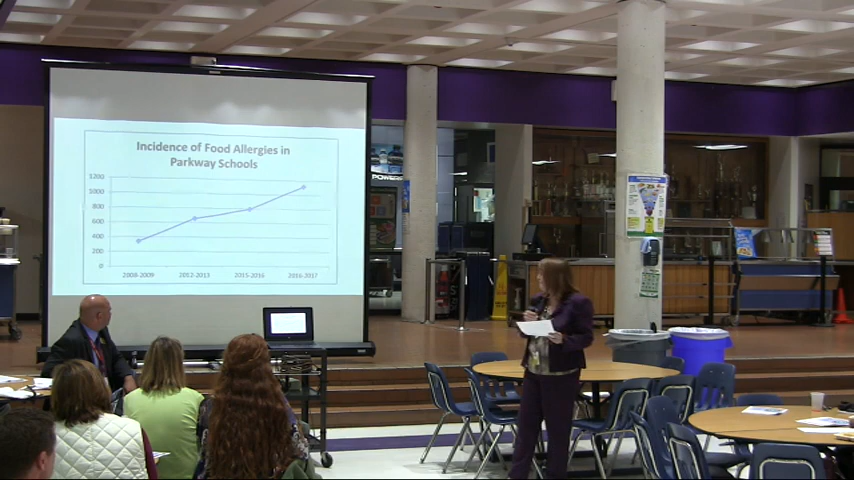 Incidence of Food Allergies in
Parkway Schools
1200
1000
800
600
400
200
0
2008-2009 2012-2013 2015-2016 2016-2017
POWER